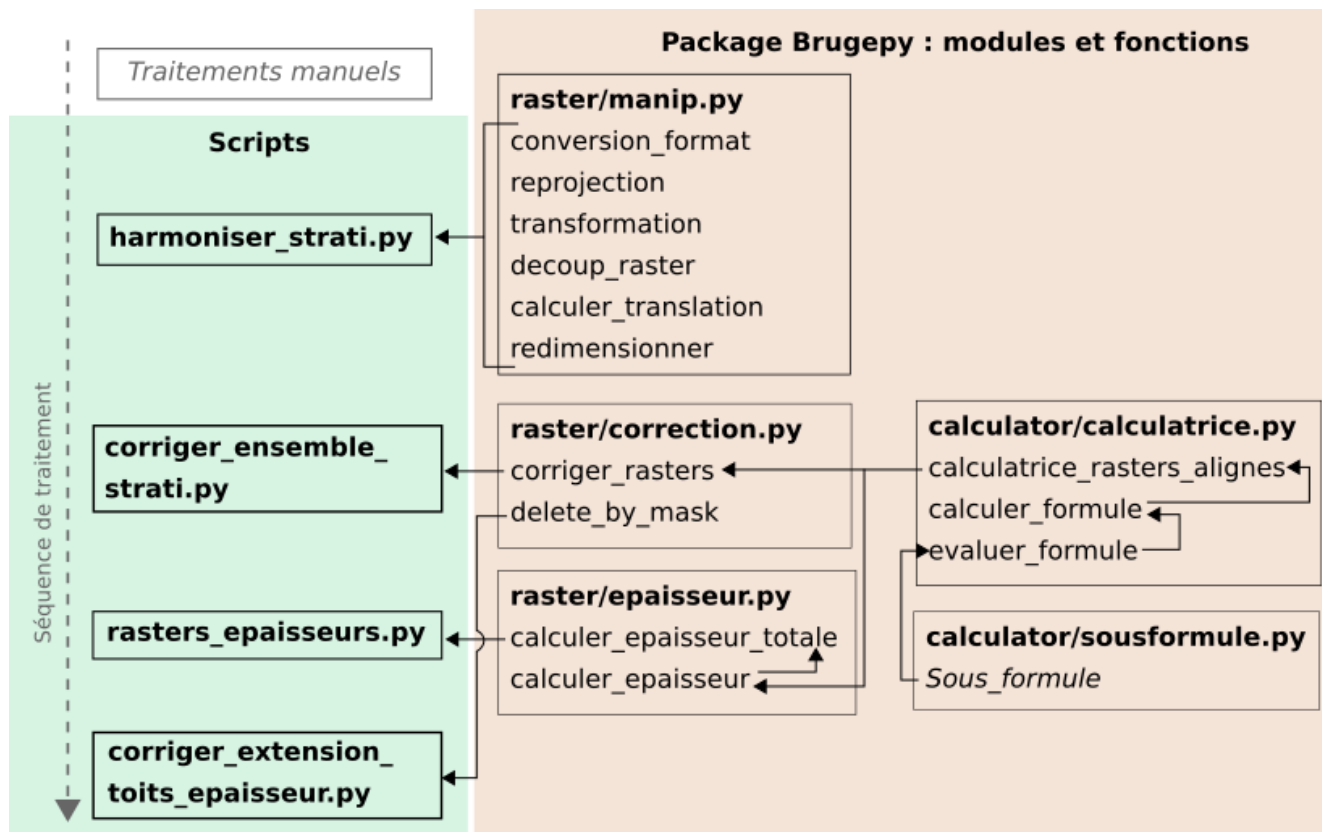 Package Brugepy : modules et fonctions
Traitements manuels
Scripts
Séquence de traitement
harmoniser_strati.py
corriger_ensemble_
strati.py
rasters_epaisseurs.py
corriger_extension_
toits_epaisseur.py
raster/manip.py
conversion_format
reprojection
transformation
decoup_raster
calculer_translation
redimensionner
raster/correction.py
corriger_rasters
delete_by_mask
raster/epaisseur.py
calculer_epaisseur_totale
calculer_epaisseur
calculator/calculatrice.py
calculatrice_rasters_alignes
calculer_formule
evaluer_formule
calculator/sousformule.py
Sous_formule